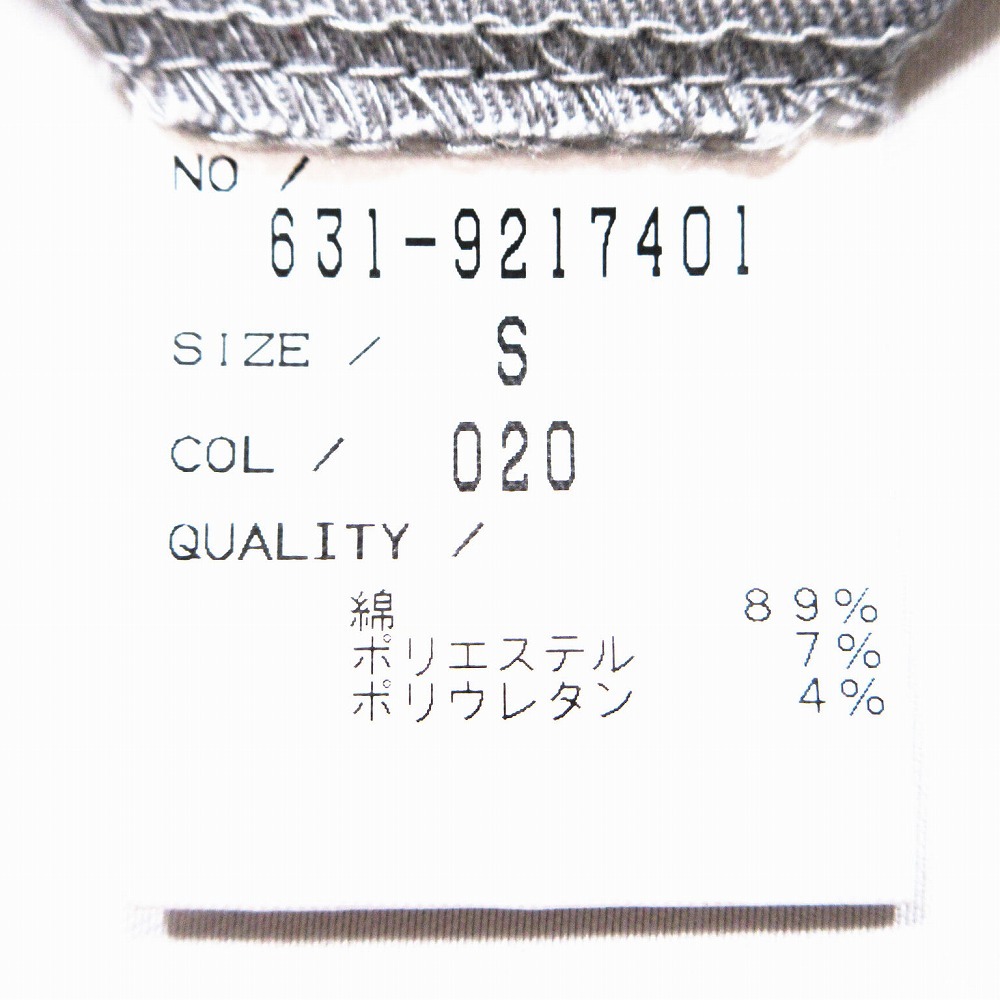 NO /
631-9217401
SIZE / S
COL / 020
QUALITY /
綿 89%
ポリエステル 7%
ポリウレタン 4%